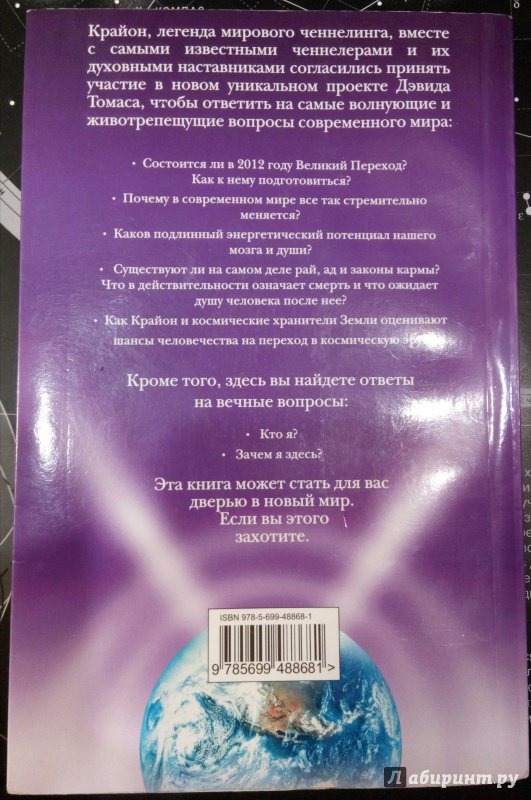 Крайон, легенда мирового ченнелинга, вместе
с самыми известными ченнелерами и их
духовными наставниками согласились принять
участие в новом уникальном проекте Дэвида
Томаса, чтобы ответить на самые волнующие и
животрепещущие вопросы современного мира:
• Состоится ли в 2012 году Великий Переход?
Как к нему подготовиться?
• Почему в современном мире все так стремительно
меняется?
• Каков подлинный энергетический потенциал нашего
мозга и души?
• Существуют ли на самом деле рай, ад и законы кармы?
Что в действительности означает смерть и что ожидает
душу человека после нее?
• Как Крайон и космические хранители Земли оценивают
шансы человечества на переход в космическую эру?
Кроме того, здесь вы найдете ответы
на вечные вопросы:
• Кто я?
• Зачем я здесь?
Эта книга может стать для вас
дверью в новый мир.
Если вы этого
захотите.
ISBN 978-5-699-48868-1
9 785699 488681 >
Лабиринт.ру